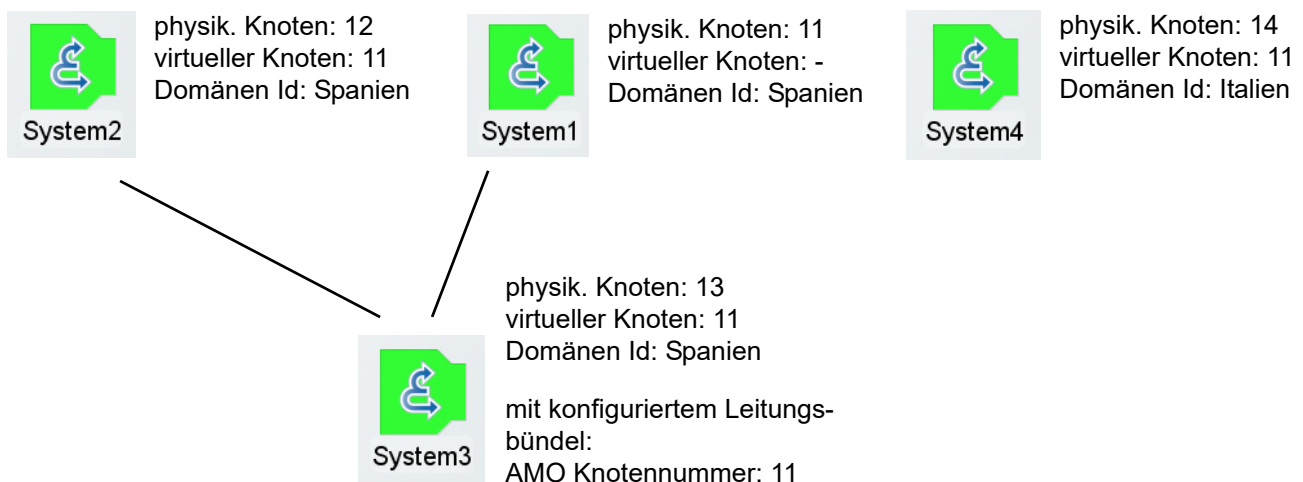 physik. Knoten: 12
virtueller Knoten: 11
Domänen Id: Spanien
System2
physik. Knoten: 11
virtueller Knoten: -
Domänen Id: Spanien
System1
physik. Knoten: 14
virtueller Knoten: 11
Domänen Id: Italien
System4
physik. Knoten: 13
virtueller Knoten: 11
Domänen Id: Spanien
mit konfiguriertem Leitungs-
bündel:
AMO Knotennummer: 11
System3